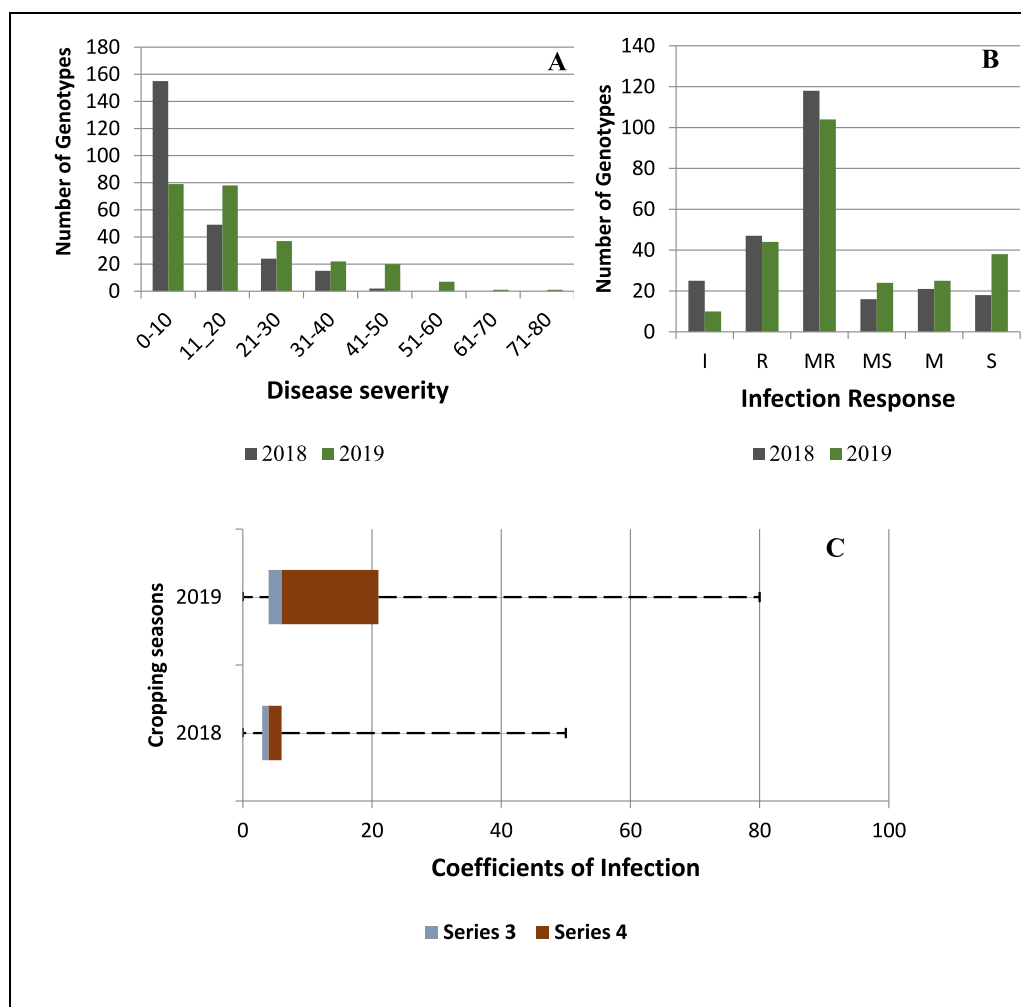 A
Number of Genotypes
180
160
140
120
100
80
60
40
20
0
0-10
11_20
21-30
31-40
41-50
51-60
61-70
71-80
Disease severity
2018
2019
B
Number of Genotypes
140
120
100
80
60
40
20
0
I
R
MR
MS
M
S
Infection Response
2018
2019
C
Cropping seasons
2019
2018
0
20
40
60
80
100
Coefficients of Infection
Series 3
Series 4